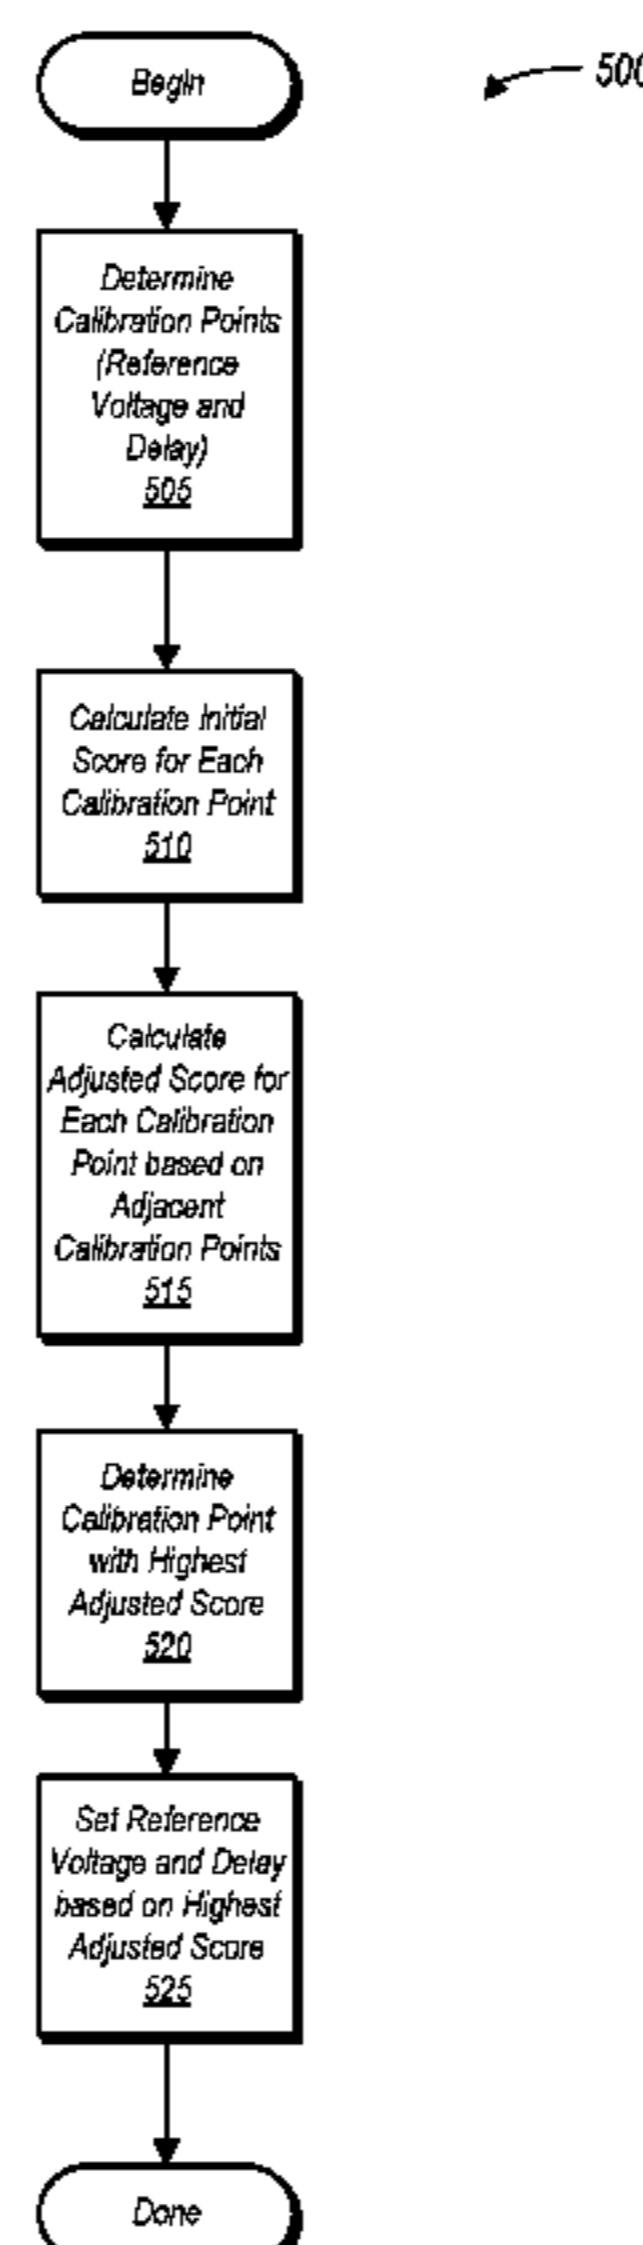 Begin
500
Determine
Calibration Points
(Reference
Voltage and
Delay)
505
Calculate Initial
Score for Each
Calibration Point
510
Calculate
Adjusted Score for
Each Calibration
Point based on
Adjacent
Calibration Points
515
Determine
Calibration Point
with Highest
Adjusted Score
520
Set Reference
Voltage and Delay
based on Highest
Adjusted Score
525
Done